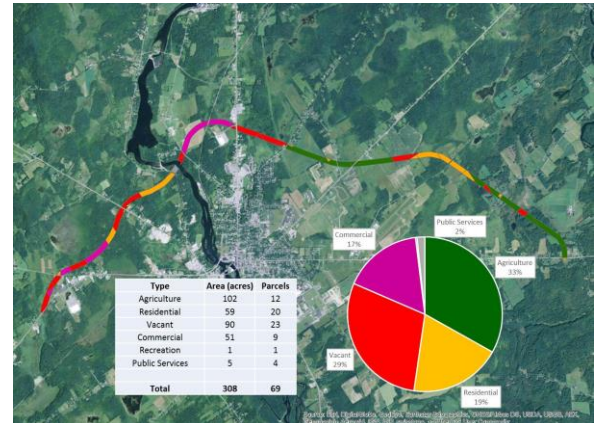 Public Services
2%
Commercial
17%
Agriculture
33%
Type Area (acres) Parcels
Agriculture 102 12
Residential 59 20
Vacant 90 23
Commercial 51 9
Recreation 1 1
Public Services 5 4
Total 308 69
Vacant
29%
Residential
19%